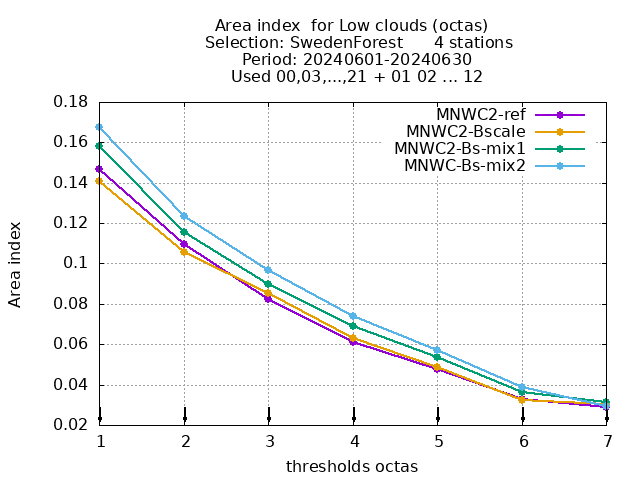 Area index  for Low clouds (octas)
Selection: SwedenForest      4 stations
Period: 20240601-20240630
Used 00,03,...,21 + 01 02 ... 12
MNWC2-ref
MNWC2-Bscale
MNWC2-Bs-mix1
MNWC-Bs-mix2
0.18
0.16
0.14
0.12
0.1
0.08
0.06
0.04
0.02
Area index
1 2 3 4 5 6 7
thresholds octas